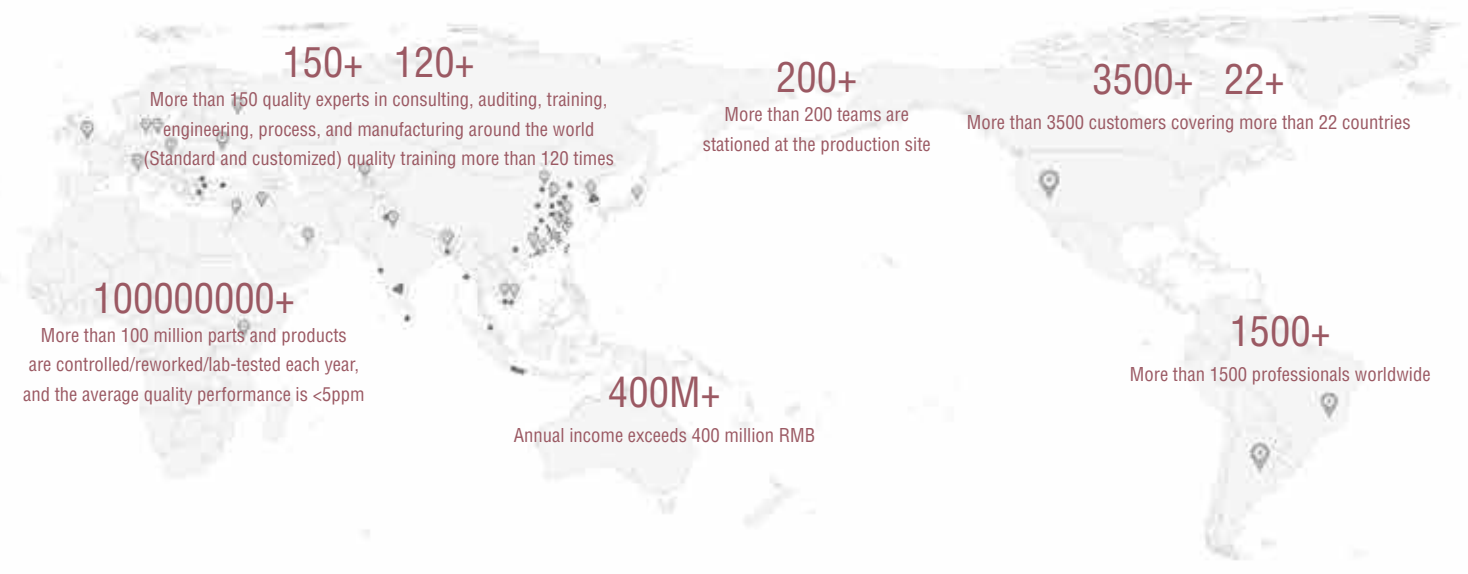 150+ 120+
More than 150 quality experts in consulting, auditing, training,
engineering, process, and manufacturing around the world
(Standard and customized) quality training more than 120 times
200+
More than 200 teams are
stationed at the production site
3500+ 22+
More than 3500 customers covering more than 22 countries
100000000+
More than 100 million parts and products
are controlled/reworked/lab-tested each year,
and the average quality performance is <5ppm
400M+
Annual income exceeds 400 million RMB
1500+
More than 1500 professionals worldwide